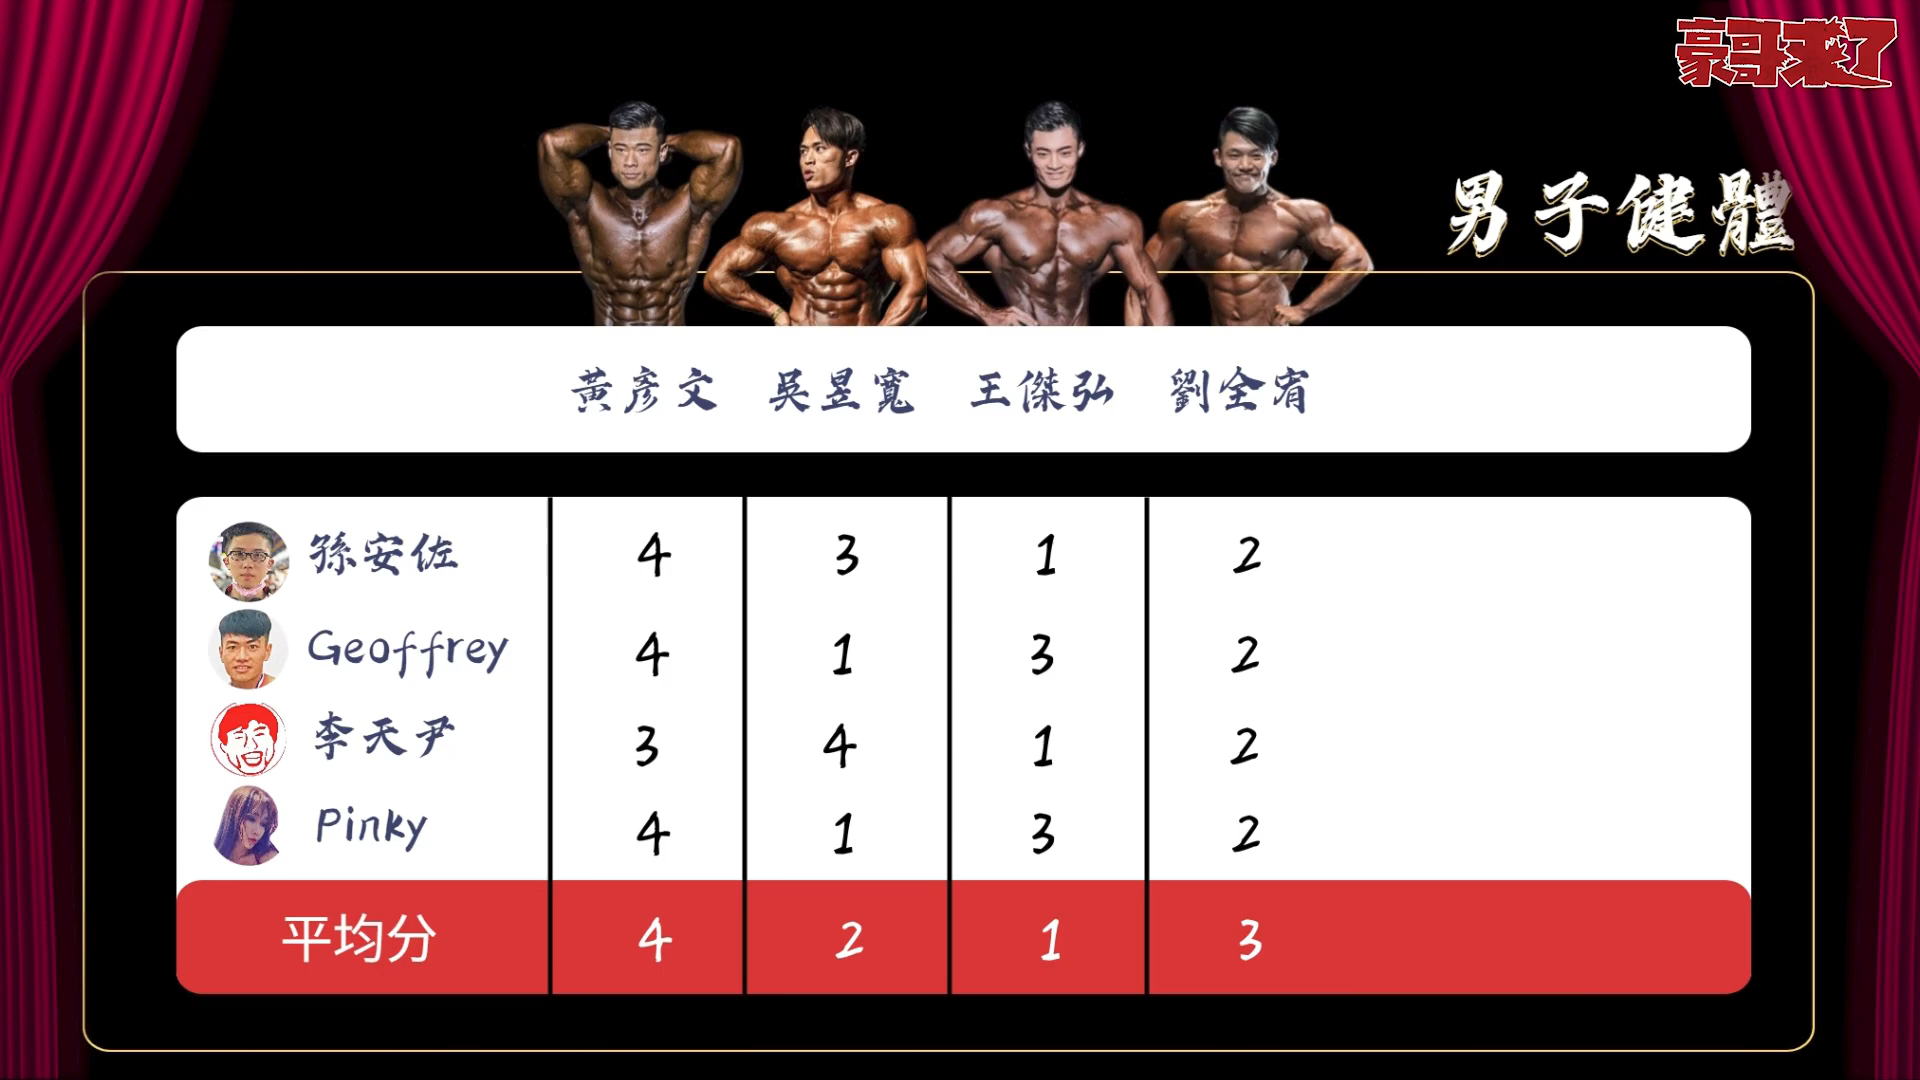 豪哥來了
男子健體
黃彥文 吳昱寬 王傑弘 劉全宥
孫安佐 4 3 1 2
Geoffrey 4 1 3 2
李天尹 3 4 1 2
Pinky 4 1 3 2
平均分 4 2 1 3